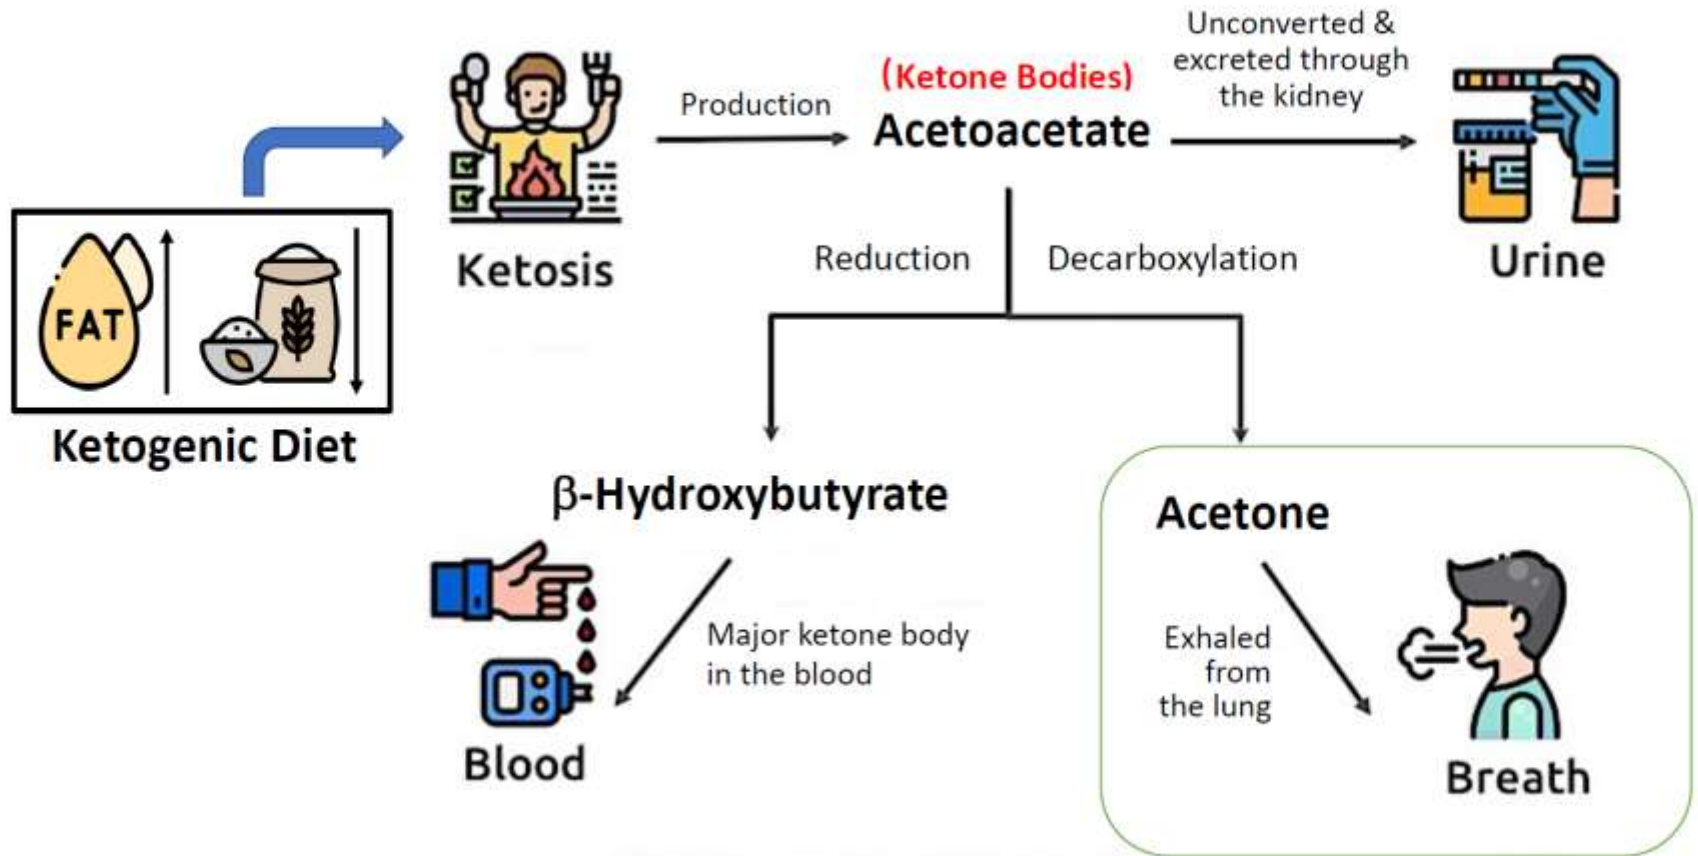 Unconverted &
excreted through
the kidney
(Ketone Bodies)
Production
Acetoacetate
Ketosis
Reduction
Decarboxylation
Urine
FAT
Ketogenic Diet
β-Hydroxybutyrate
Acetone
Major ketone body
in the blood
Exhaled
from
the lung
Blood
Breath